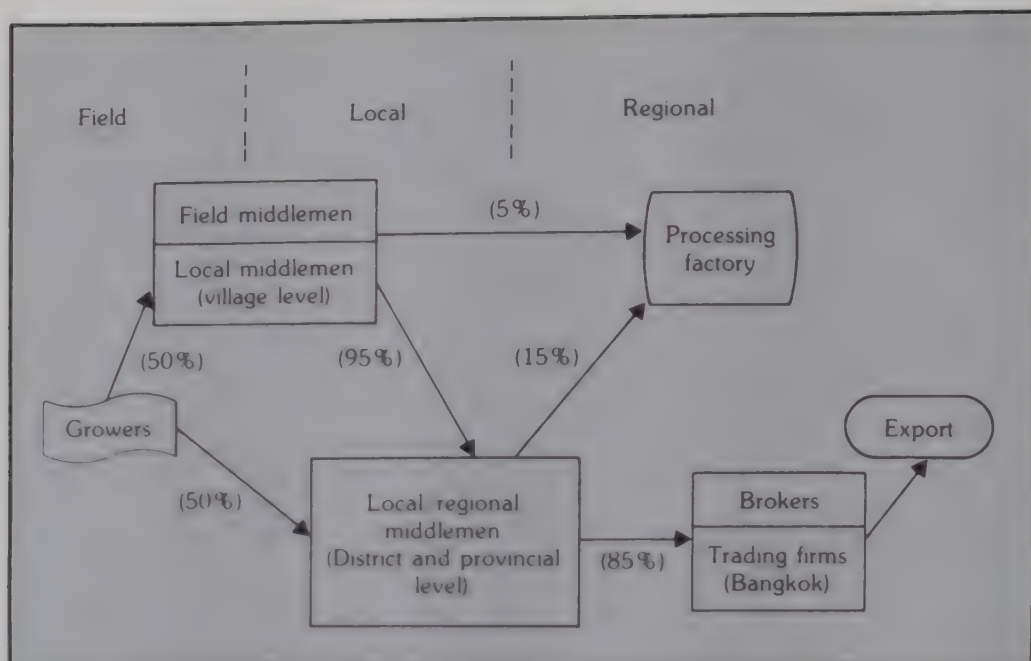 Field
Local
Regional
Field middlemen
Local middlemen
(village level)
(5%)
Processing
factory
(50%)
(95%)
(15%)
Growers
Export
(50%)
Local regional
middlemen
(District and provincial
level)
(85%)
Brokers
Trading firms
(Bangkok)